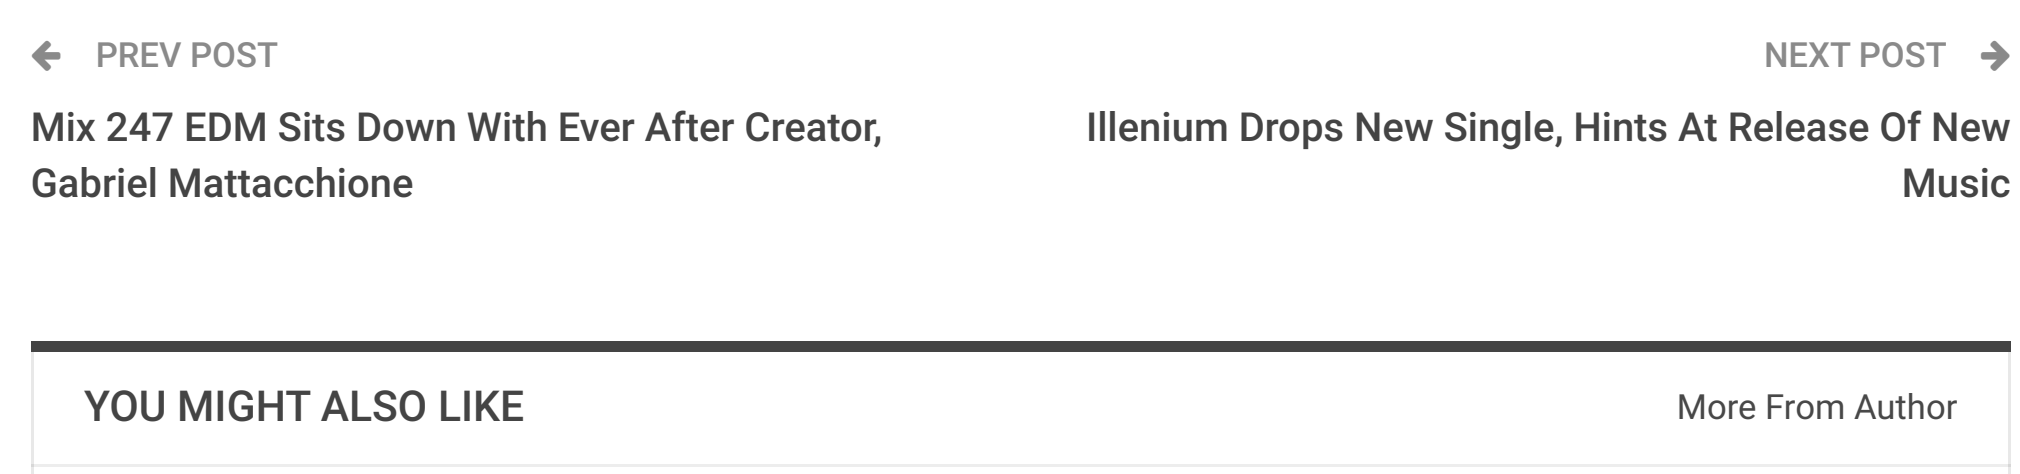 PREV POST
Mix 247 EDM Sits Down With Ever After Creator,
Gabriel Mattacchione
NEXT POST
Illenium Drops New Single, Hints At Release Of New
Music
YOU MIGHT ALSO LIKE
More From Author